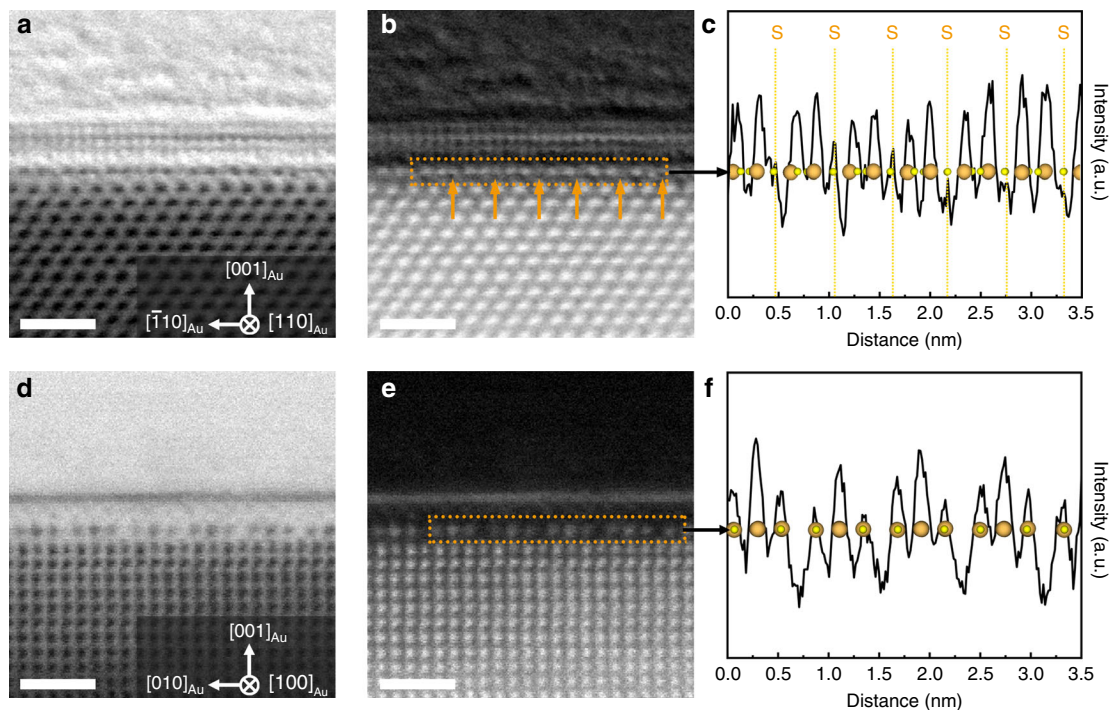 a
[001]Au
[1̄10]Au
[110]Au
b
c
S S S S S S
Intensity (a.u.)
0.0 0.5 1.0 1.5 2.0 2.5 3.0 3.5
Distance (nm)
d
[001]Au
[010]Au
[100]Au
e
f
Intensity (a.u.)
0.0 0.5 1.0 1.5 2.0 2.5 3.0 3.5
Distance (nm)